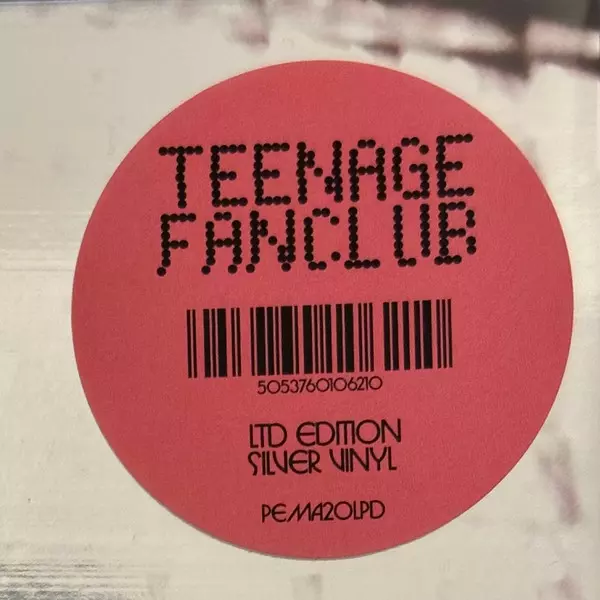 TEENAGE
FANCLUB
5053760106210
LTD EDITION
SILVER VINYL
PEMA20LPD